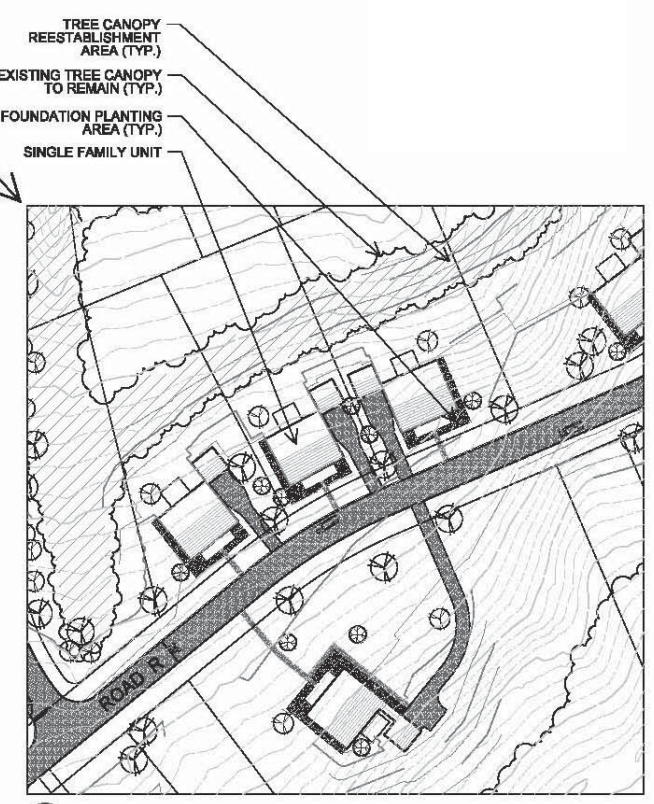 TREE CANOPY
REESTABLISHMENT
AREA (TYP.)
EXISTING TREE CANOPY
TO REMAIN (TYP.)
FOUNDATION PLANTING
AREA (TYP.)
SINGLE FAMILY UNIT
ROAD R